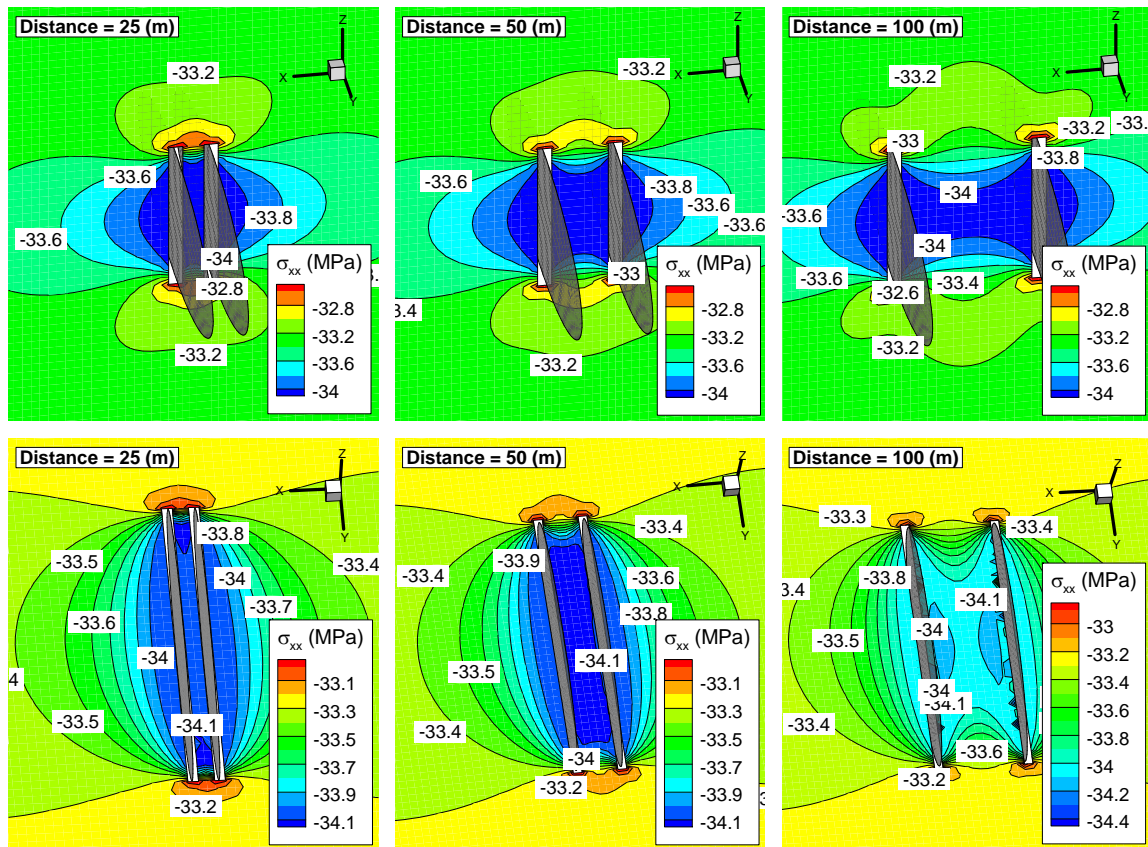 Distance = 25 (m)
Z
X
Y
-33.2
-33.6
-33.6
-33.8
-34
-32.8
-33.2
σxx (MPa)
-32.8
-33.2
-33.6
-34
Distance = 50 (m)
Z
X
Y
-33.2
-33.6
-33.8
-33.6
-33.6
-33
-33.2
σxx (MPa)
-32.8
-33.2
-33.6
-34
Distance = 100 (m)
Z
X
Y
-33.2
-33
-33.2
-33.8
-34
-33.6
-34
-33.6
-32.6
-33.4
-33.2
σxx (MPa)
-32.8
-33.2
-33.6
-34
Distance = 25 (m)
Z
X
Y
-33.8
-33.5
-33.4
-34
-33.7
-33.6
-34
-33.5
-34.1
-33.2
σxx (MPa)
-33.1
-33.3
-33.5
-33.7
-33.9
-34.1
Distance = 50 (m)
Z
X
Y
-33.4
-33.9
-33.4
-33.6
-33.8
-33.5
-34.1
-33.4
-34
-33.2
σxx (MPa)
-33.1
-33.3
-33.5
-33.7
-33.9
-34.1
Distance = 100 (m)
Z
X
Y
-33.3
-33.4
-33.8
-34.1
-34
-33.5
-34
-34.1
-33.4
-33.6
-33.2
σxx (MPa)
-33
-33.2
-33.4
-33.6
-33.8
-34
-34.2
-34.4